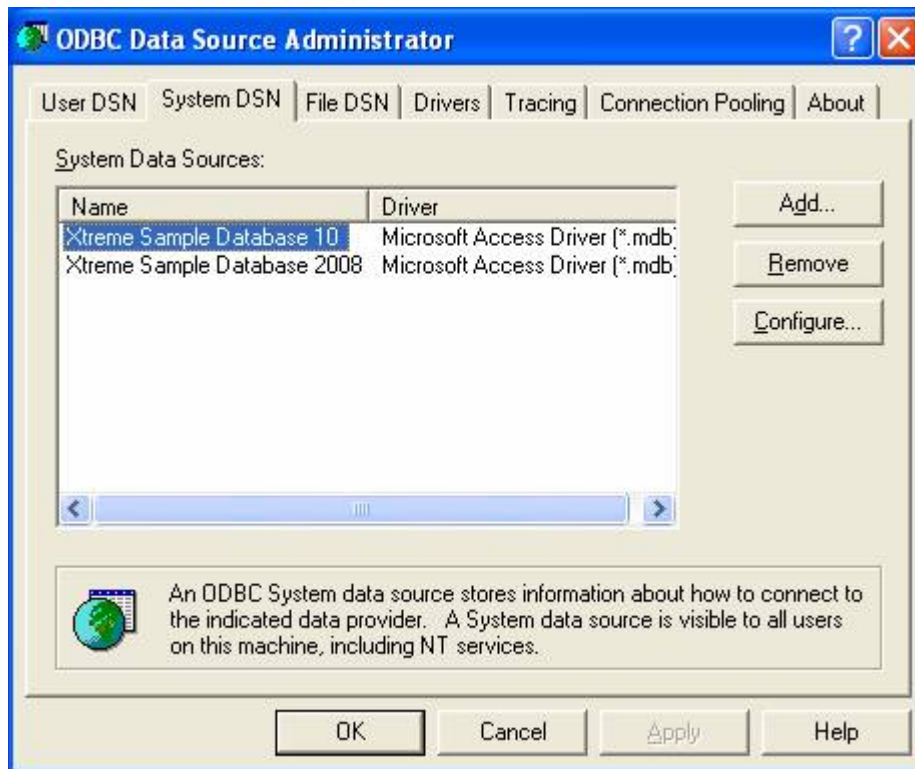 ODBC Data Source Administrator
User DSN System DSN File DSN Drivers Tracing Connection Pooling About
System Data Sources:
Name Driver
Xtreme Sample Database 10 Microsoft Access Driver (*.mdb)
Xtreme Sample Database 2008 Microsoft Access Driver (*.mdb)
Add...
Remove
Configure...
An ODBC System data source stores information about how to connect to
the indicated data provider. A System data source is visible to all users
on this machine, including NT services.
OK Cancel Apply Help